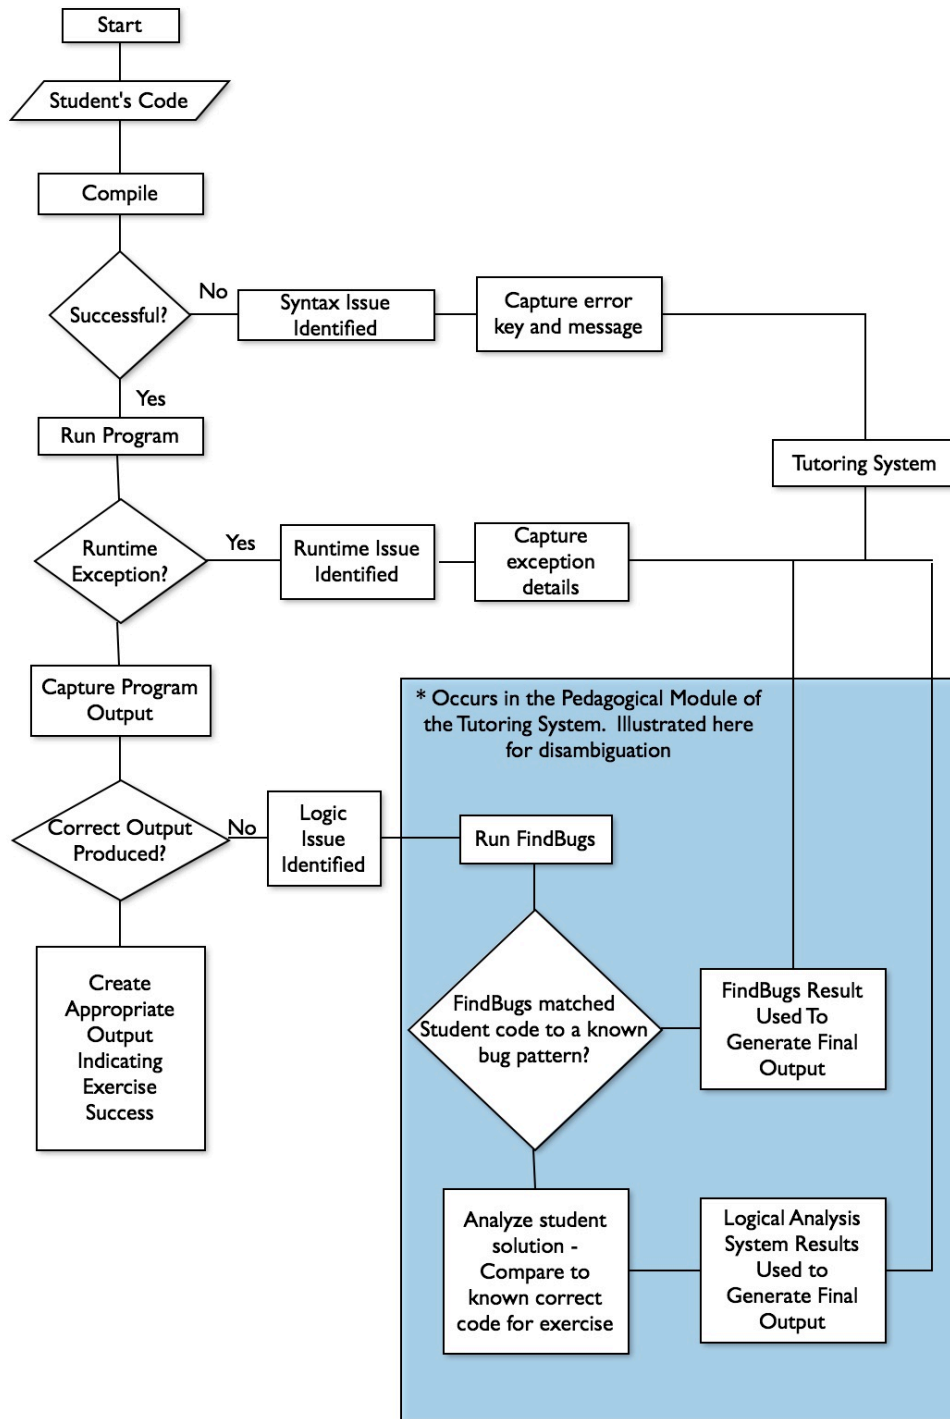 Start
Student's Code
Compile
Successful?
No
Syntax Issue
Identified
Capture error
key and message
Yes
Run Program
Tutoring System
Runtime
Exception?
Yes
Runtime Issue
Identified
Capture
exception
details
Capture Program
Output
* Occurs in the Pedagogical Module of
the Tutoring System.  Illustrated here
for disambiguation
Correct Output
Produced?
No
Logic
Issue
Identified
Run FindBugs
Create
Appropriate
Output
Indicating
Exercise
Success
FindBugs matched
Student code to a known
bug pattern?
FindBugs Result
Used To
Generate Final
Output
Analyze student
solution -
Compare to
known correct
code for exercise
Logical Analysis
System Results
Used to
Generate Final
Output